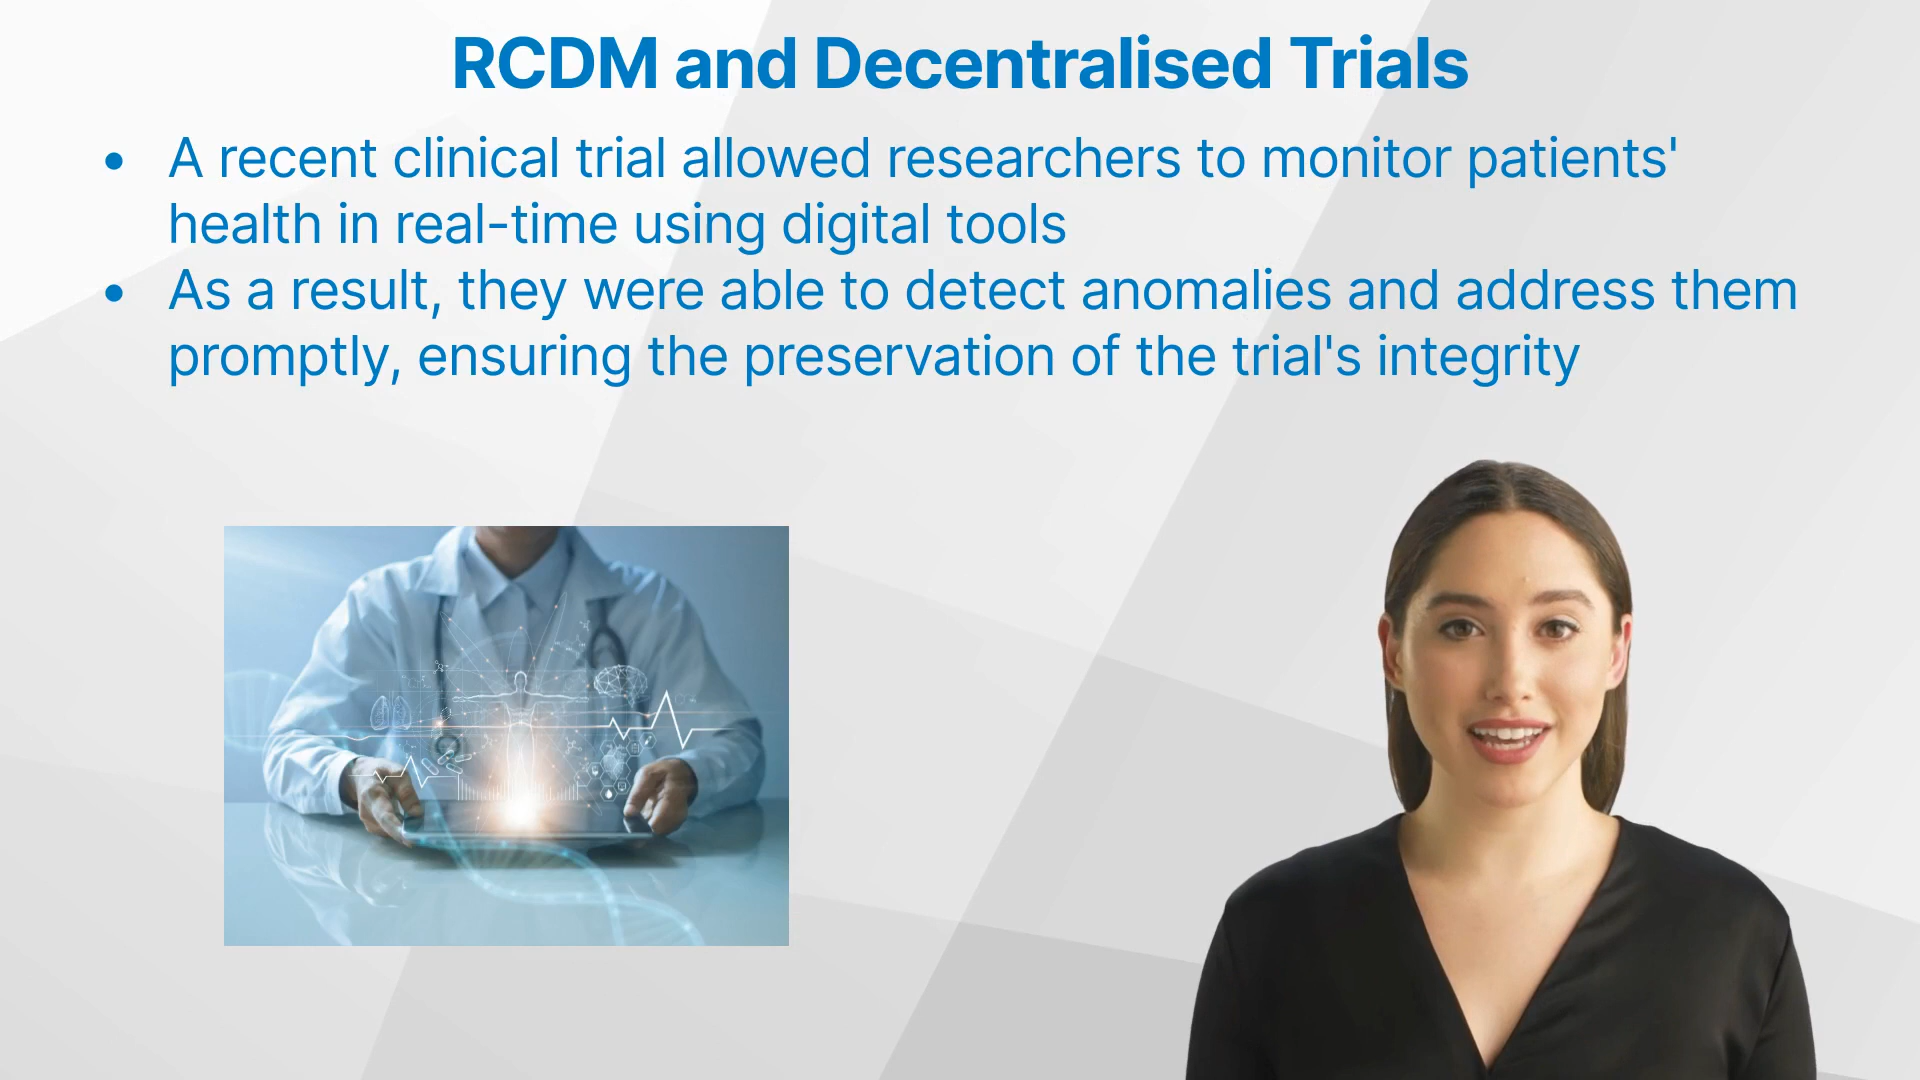 RCDM and Decentralised Trials
• A recent clinical trial allowed researchers to monitor patients'
health in real-time using digital tools
• As a result, they were able to detect anomalies and address them
promptly, ensuring the preservation of the trial's integrity